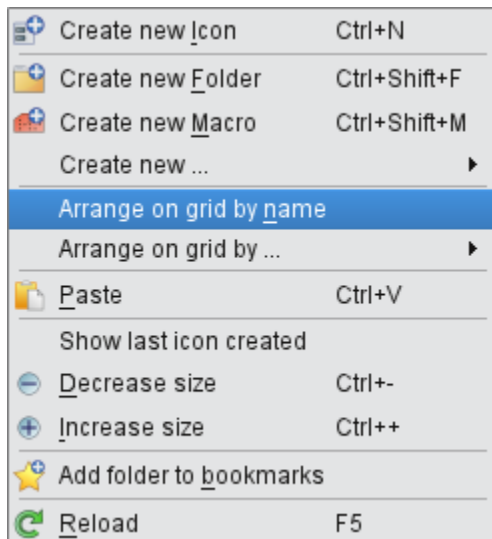 Create new Icon Ctrl+N
Create new Folder Ctrl+Shift+F
Create new Macro Ctrl+Shift+M
Create new ...
Arrange on grid by name
Arrange on grid by ...
Paste Ctrl+V
Show last icon created
Decrease size Ctrl+-
Increase size Ctrl++
Add folder to bookmarks
Reload F5